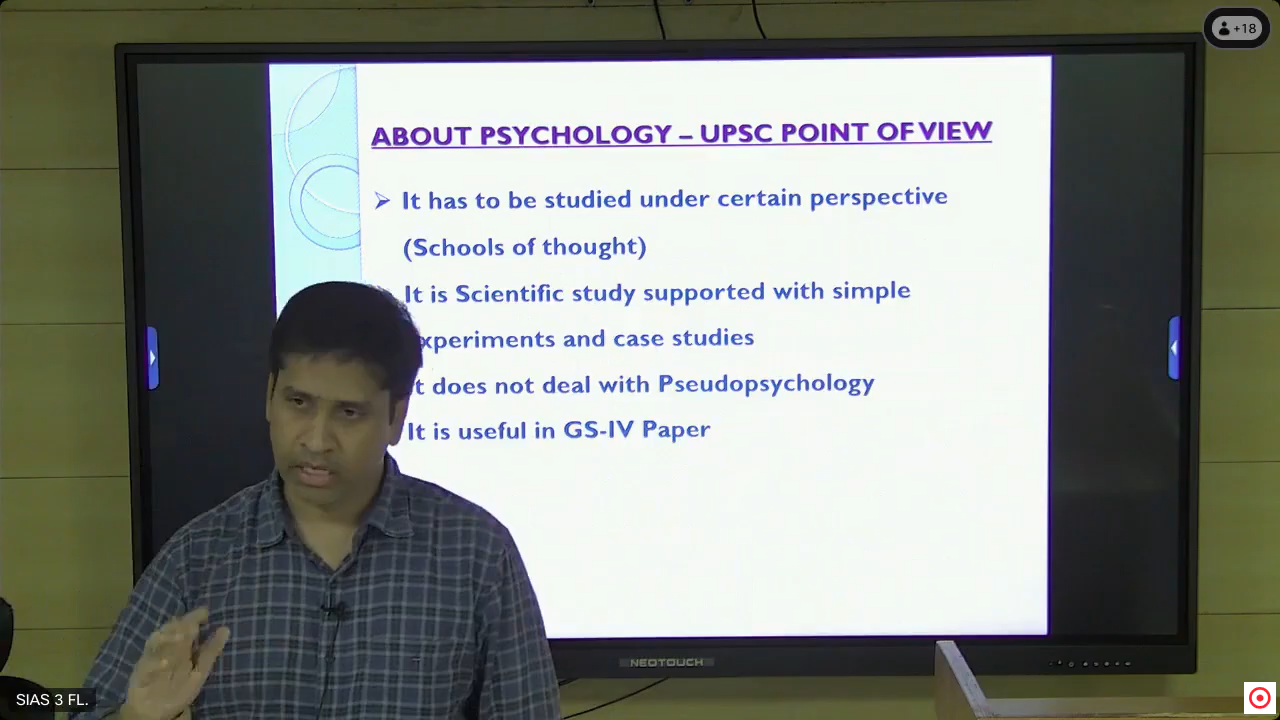 +18
ABOUT PSYCHOLOGY – UPSC POINT OF VIEW
It has to be studied under certain perspective
(Schools of thought)
It is Scientific study supported with simple
xperiments and case studies
t does not deal with Pseudopsychology
It is useful in GS-IV Paper
NEOTOUCH
SIAS 3 FL.